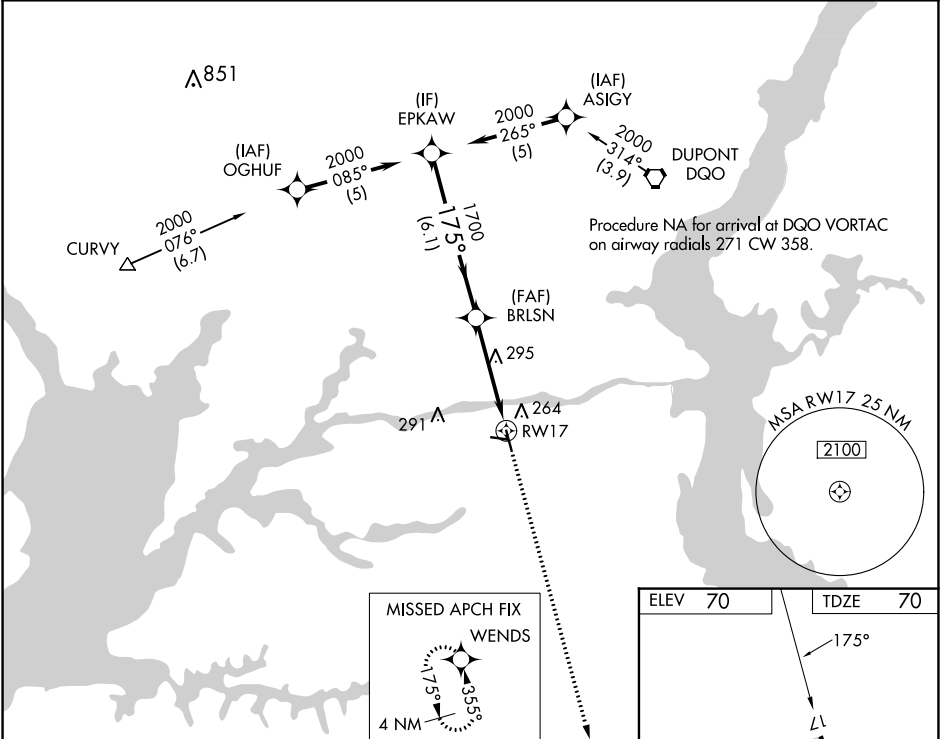 851
(IAF)
ASIGY
(IF)
EPKAW
2000
265°
(5)
2000
314°
(3.9)
DUPONT
DQO
(IAF)
OGHUF
2000
085°
(5)
2000
076°
(6.7)
CURVY
1700
175°
(6.1)
Procedure NA for arrival at DQO VORTAC
on airway radials 271 CW 358.
(FAF)
BRLSN
295
291
264
RW17
MSA RW17 25 NM
2100
MISSED APCH FIX
WENDS
175°
355°
4 NM
ELEV 70
TDZE 70
175°
17